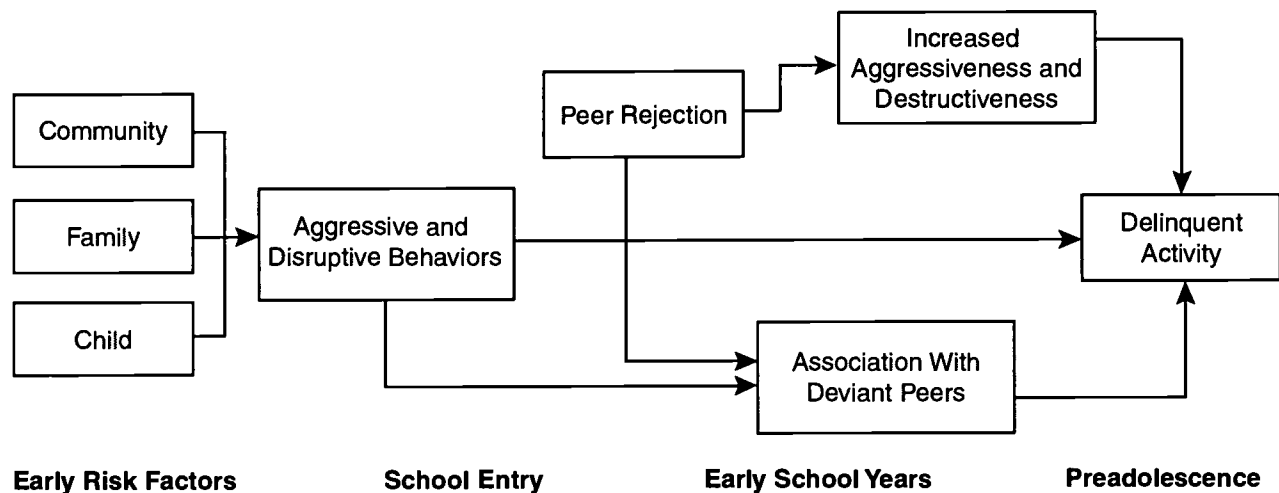 Increased
Aggressiveness and
Destructiveness
Peer Rejection
Community
Family
Child
Aggressive and
Disruptive Behaviors
Delinquent
Activity
Association With
Deviant Peers
Early Risk Factors
School Entry
Early School Years
Preadolescence